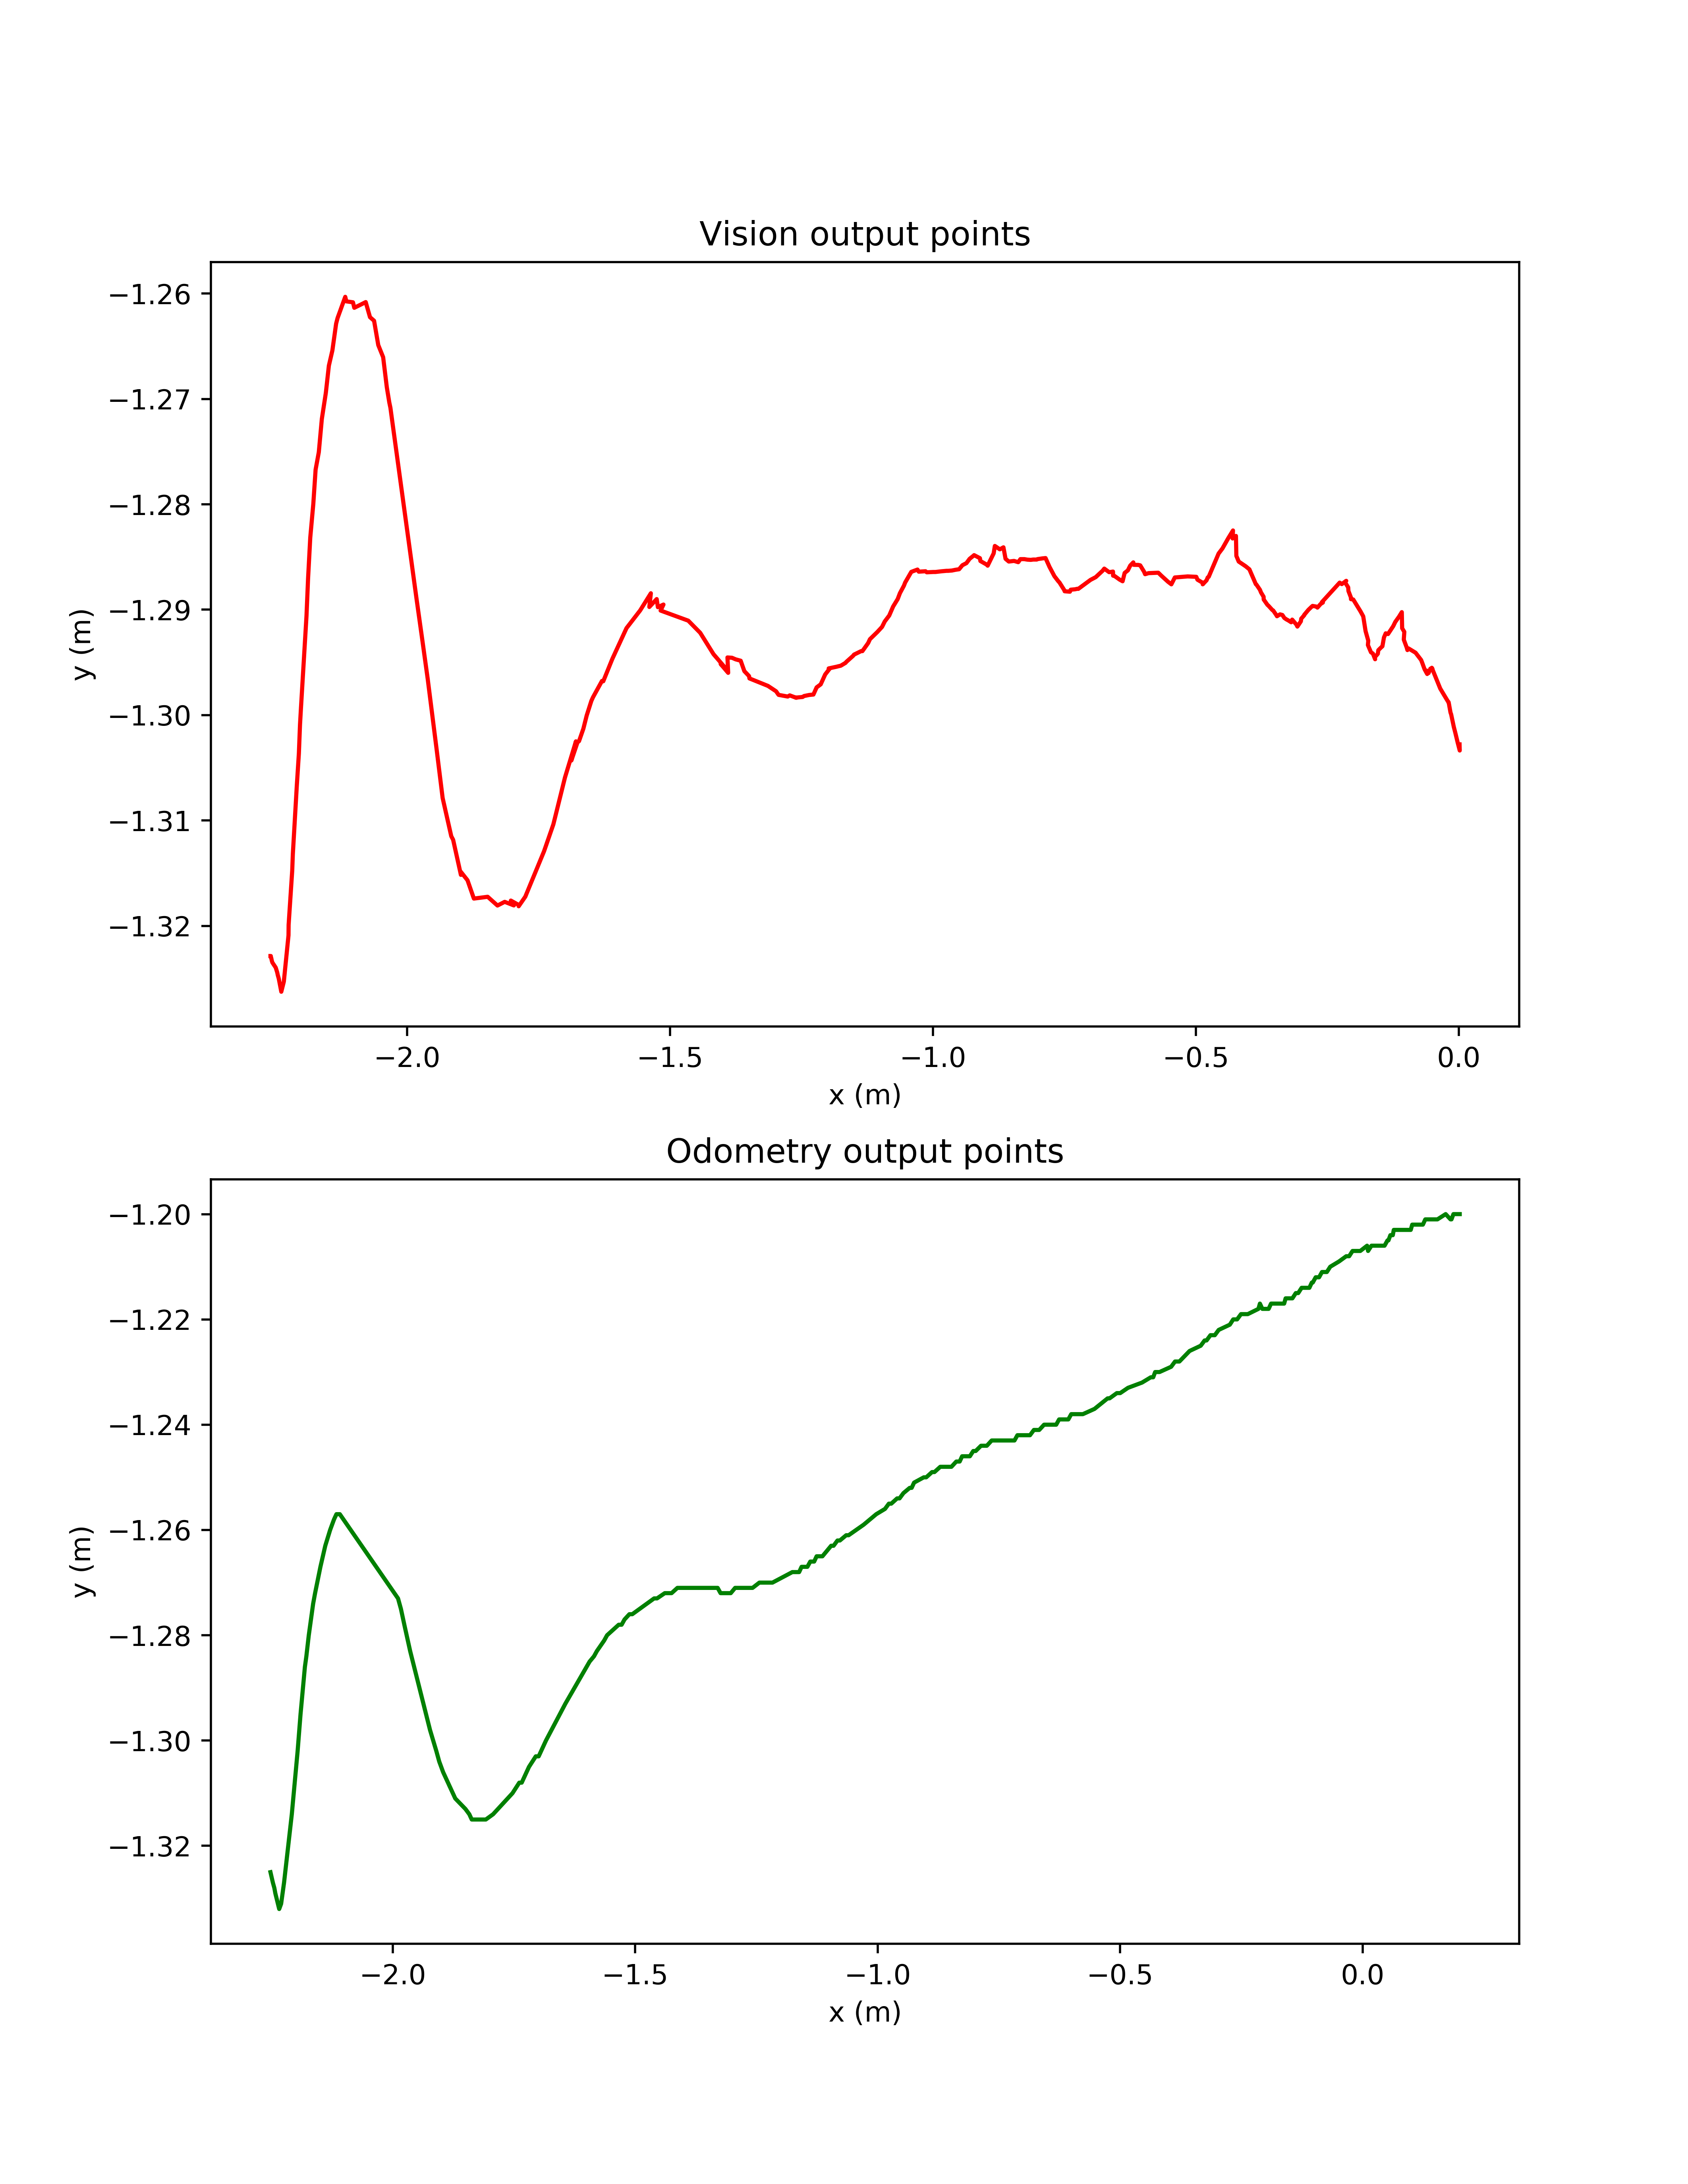 Vision output points
−1.26
−1.27
−1.28
−1.29
−1.30
−1.31
−1.32
y (m)
−2.0 −1.5 −1.0 −0.5 0.0
x (m)
Odometry output points
−1.20
−1.22
−1.24
−1.26
−1.28
−1.30
−1.32
y (m)
−2.0 −1.5 −1.0 −0.5 0.0
x (m)